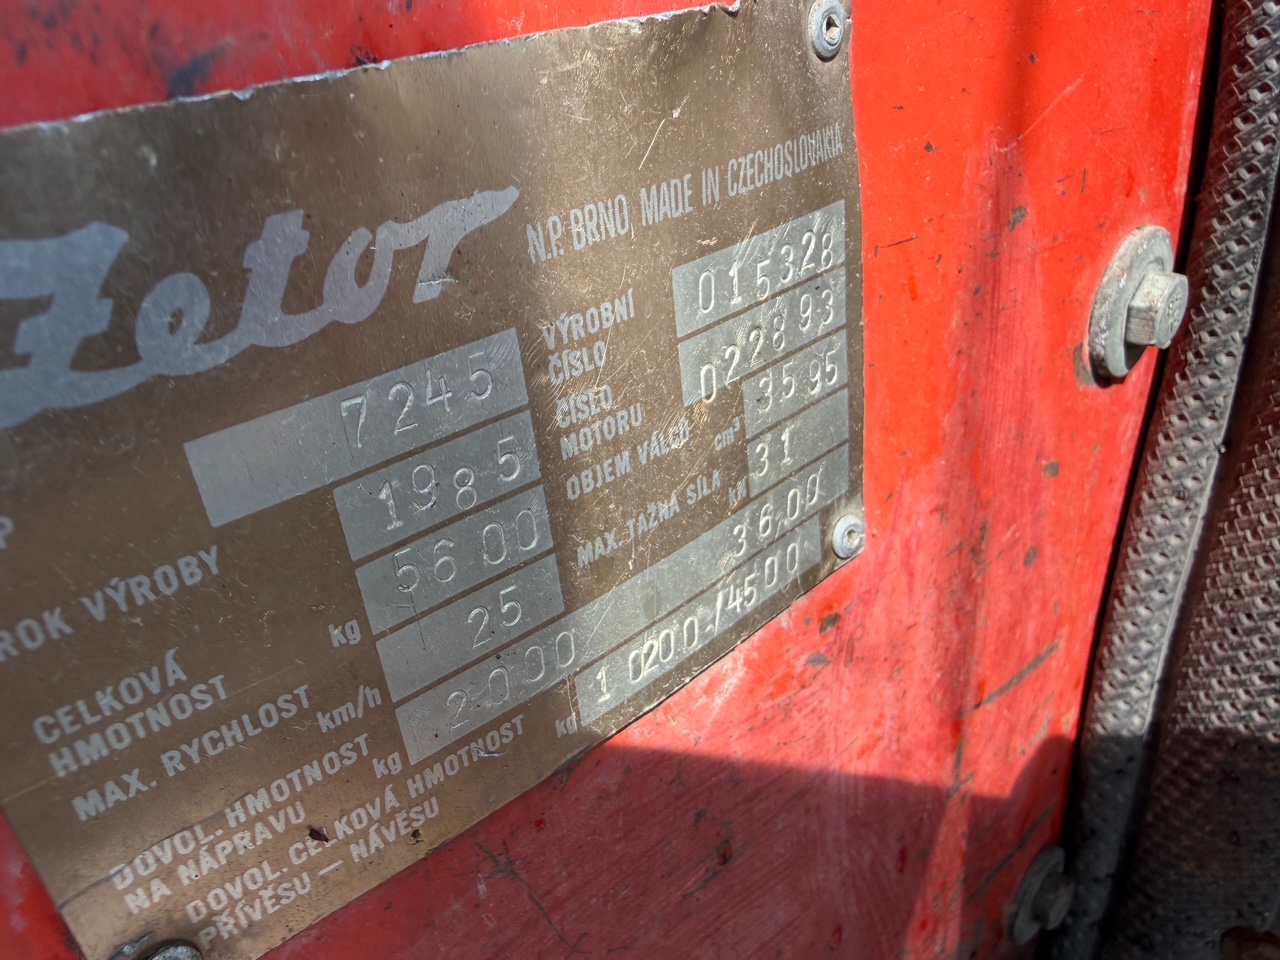 Zetor
N.P. BRNO, MADE IN CZECHOSLOVAKIA
P 7245
ROK VÝROBY 1985
CELKOVÁ
HMOTNOST kg 5600
MAX. RYCHLOST km/h 25
DOVOL. HMOTNOST
NA NÁPRAVU kg 2000 3600
DOVOL. CELKOVÁ HMOTNOST
PŘÍVĚSU — NÁVĚSU kg 10200./4500
VÝROBNÍ
ČÍSLO 015328
ČÍSLO
MOTORU 022893
OBJEM VÁLCŮ cm³ 3595
MAX. TAŽNÁ SÍLA kN 31